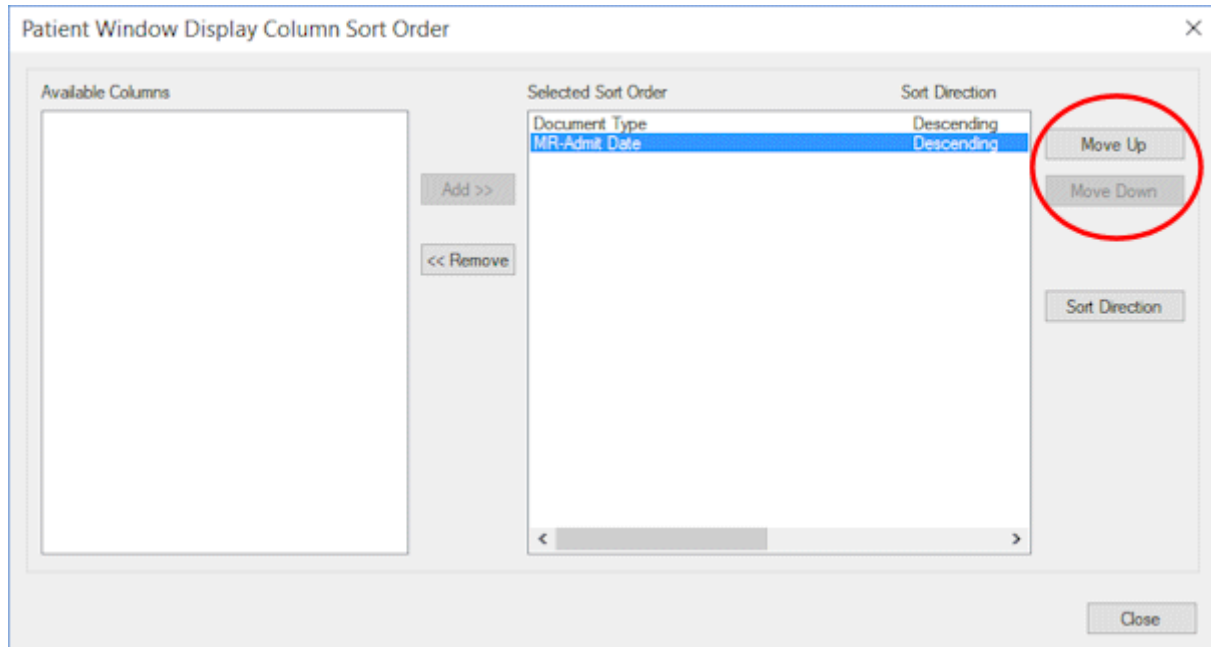 Patient Window Display Column Sort Order
Available Columns
Selected Sort Order Sort Direction
Document Type Descending
MR-Admit Date Descending
Move Up
Add >>
Move Down
<< Remove
Sort Direction
Close